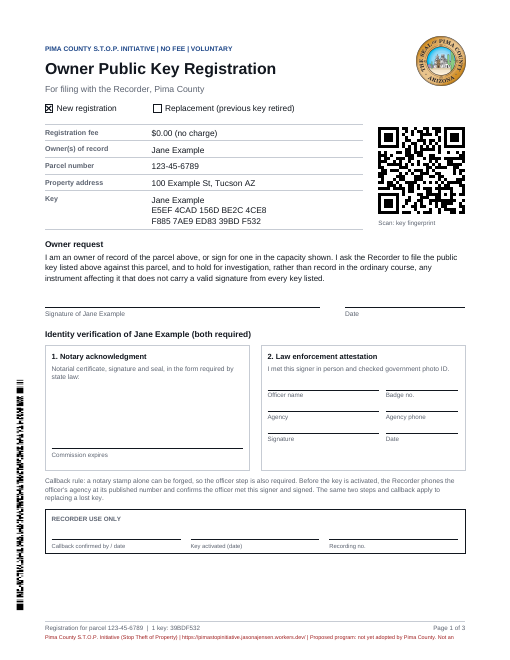 PIMA COUNTY S.T.O.P. INITIATIVE | NO FEE | VOLUNTARY
Owner Public Key Registration
For filing with the Recorder, Pima County
THE SEAL OF PIMA COUNTY
ARIZONA
New registration
Replacement (previous key retired)
Registration fee $0.00 (no charge)
Owner(s) of record Jane Example
Parcel number 123-45-6789
Property address 100 Example St, Tucson AZ
Key Jane Example
E5EF 4CAD 156D BE2C 4CE8
F885 7AE9 ED83 39BD F532
Scan: key fingerprint
Owner request
I am an owner of record of the parcel above, or sign for one in the capacity shown. I ask the Recorder to file the public
key listed above against this parcel, and to hold for investigation, rather than record in the ordinary course, any
instrument affecting it that does not carry a valid signature from every key listed.
Signature of Jane Example
Date
Identity verification of Jane Example (both required)
1. Notary acknowledgment
Notarial certificate, signature and seal, in the form required by
state law:
Commission expires
2. Law enforcement attestation
I met this signer in person and checked government photo ID.
Officer name
Badge no.
Agency
Agency phone
Signature
Date
Callback rule: a notary stamp alone can be forged, so the officer step is also required. Before the key is activated, the Recorder phones the
officer's agency at its published number and confirms the officer met this signer and signed. The same two steps and callback apply to
replacing a lost key.
RECORDER USE ONLY
Callback confirmed by / date
Key activated (date)
Recording no.
Registration for parcel 123-45-6789 | 1 key: 39BDF532
Page 1 of 3
Pima County S.T.O.P. Initiative (Stop Theft of Property) | https://pimastopinitiative.jasonajensen.workers.dev/ | Proposed program: not yet adopted by Pima County. Not an